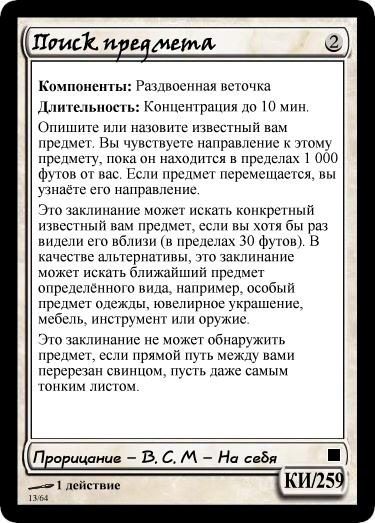 Поиск предмета 2
Компоненты: Раздвоенная веточка
Длительность: Концентрация до 10 мин.
Опишите или назовите известный вам
предмет. Вы чувствуете направление к этому
предмету, пока он находится в пределах 1 000
футов от вас. Если предмет перемещается, вы
узнаёте его направление.
Это заклинание может искать конкретный
известный вам предмет, если вы хотя бы раз
видели его вблизи (в пределах 30 футов). В
качестве альтернативы, это заклинание
может искать ближайший предмет
определённого вида, например, особый
предмет одежды, ювелирное украшение,
мебель, инструмент или оружие.
Это заклинание не может обнаружить
предмет, если прямой путь между вами
перерезан свинцом, пусть даже самым
тонким листом.
Прорицание – В, С, М – На себя
1 действие
КИ/259
13/64